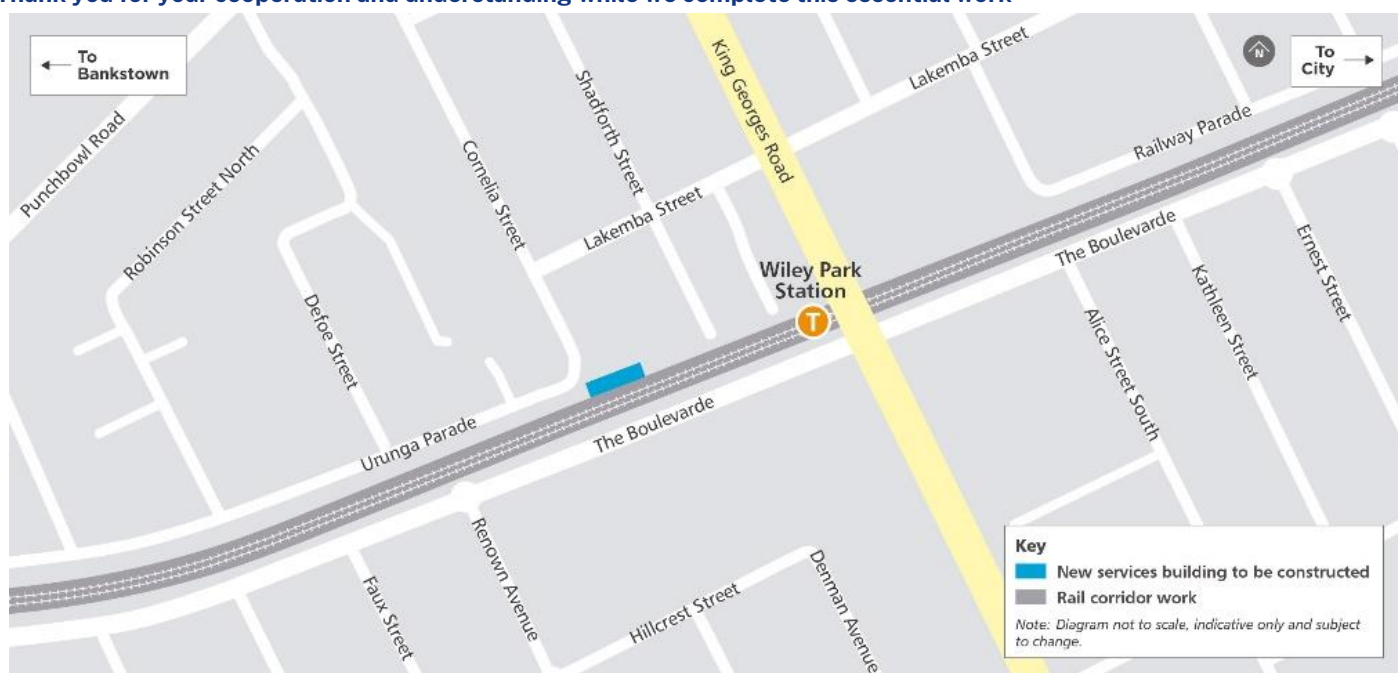 Thank you for your cooperation and understanding while we complete this essential work
To
Bankstown
N
To
City
King Georges Road
Lakemba Street
Shadforth Street
Railway Parade
Punchbowl Road
Robinson Street North
Cornelia Street
Lakemba Street
The Boulevarde
Ernest Street
Wiley Park
Station
T
Kathleen Street
Defoe Street
Alice Street South
The Boulevarde
Urunga Parade
Renown Avenue
Faux Street
Hillcrest Street
Denman Avenue
Key
New services building to be constructed
Rail corridor work
Note: Diagram not to scale, indicative only and subject
to change.